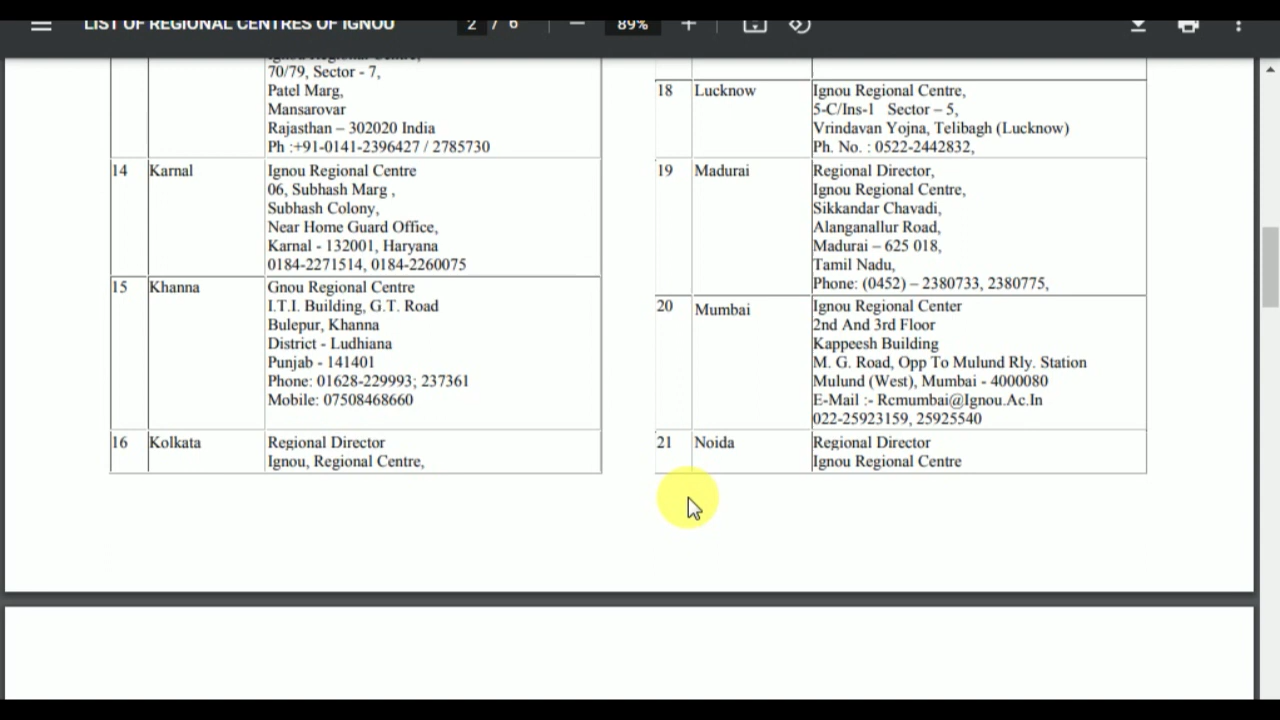 LIST OF REGIONAL CENTRES OF IGNOU 2 / 6 89%
Ignou Regional Centre,
70/79, Sector - 7,
Patel Marg,
Mansarovar
Rajasthan – 302020 India
Ph :+91-0141-2396427 / 2785730
14 Karnal Ignou Regional Centre
06, Subhash Marg ,
Subhash Colony,
Near Home Guard Office,
Karnal - 132001, Haryana
0184-2271514, 0184-2260075
15 Khanna Gnou Regional Centre
I.T.I. Building, G.T. Road
Bulepur, Khanna
District - Ludhiana
Punjab - 141401
Phone: 01628-229993; 237361
Mobile: 07508468660
16 Kolkata Regional Director
Ignou, Regional Centre,
18 Lucknow Ignou Regional Centre,
5-C/Ins-1 Sector – 5,
Vrindavan Yojna, Telibagh (Lucknow)
Ph. No. : 0522-2442832,
19 Madurai Regional Director,
Ignou Regional Centre,
Sikkandar Chavadi,
Alanganallur Road,
Madurai – 625 018,
Tamil Nadu,
Phone: (0452) – 2380733, 2380775,
20 Mumbai Ignou Regional Center
2nd And 3rd Floor
Kappeesh Building
M. G. Road, Opp To Mulund Rly. Station
Mulund (West), Mumbai - 4000080
E-Mail :- Rcmumbai@Ignou.Ac.In
022-25923159, 25925540
21 Noida Regional Director
Ignou Regional Centre